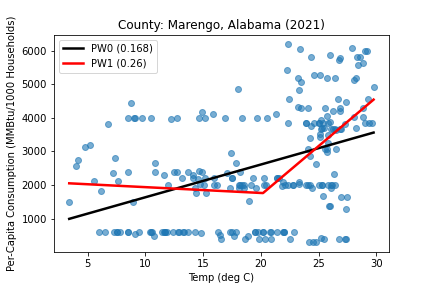 County: Marengo, Alabama (2021)
Per-Capita Consumption (MMBtu/1000 Households)
6000
5000
4000
3000
2000
1000
PW0 (0.168)
PW1 (0.26)
5 10 15 20 25 30
Temp (deg C)